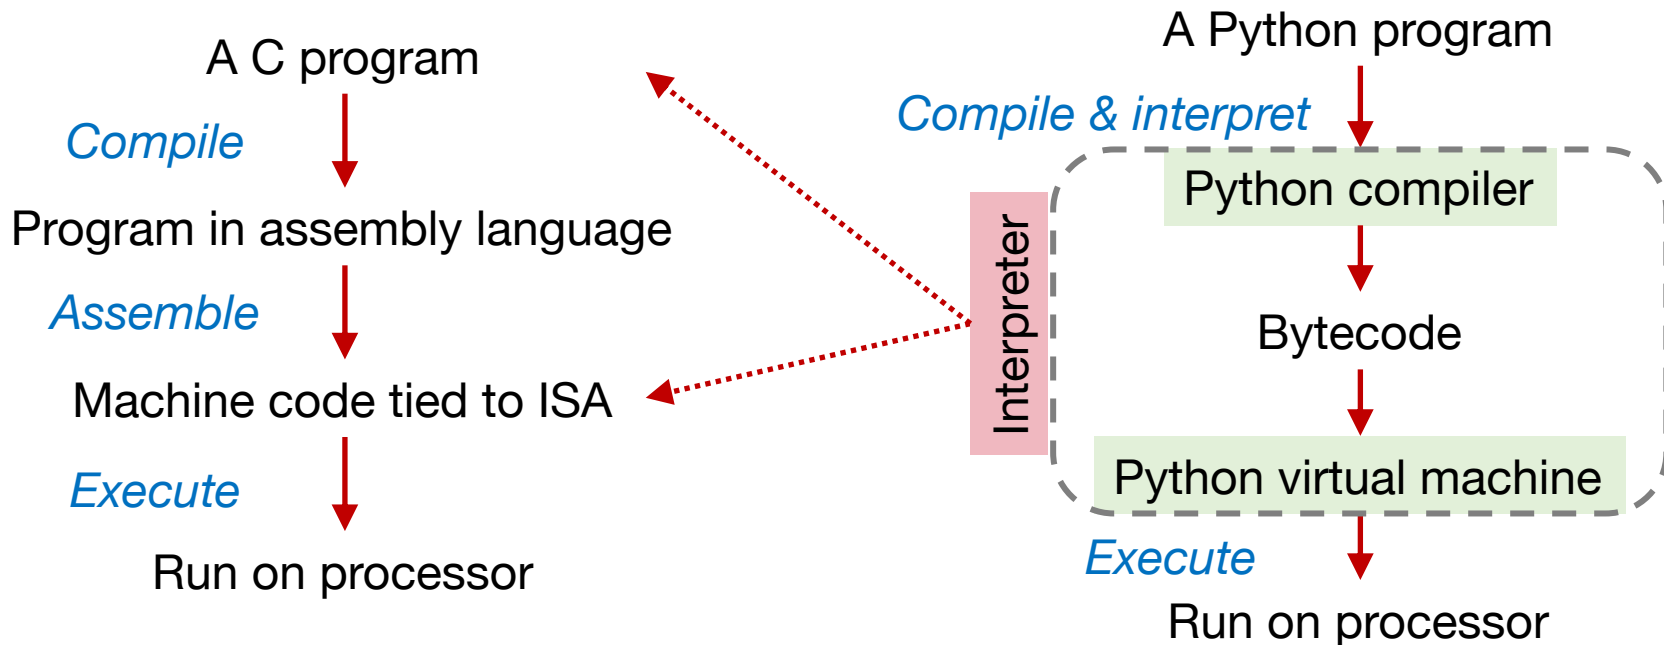 A C program
Compile
Program in assembly language
Assemble
Machine code tied to ISA
Execute
Run on processor
Interpreter
A Python program
Compile & interpret
Python compiler
Bytecode
Python virtual machine
Execute
Run on processor